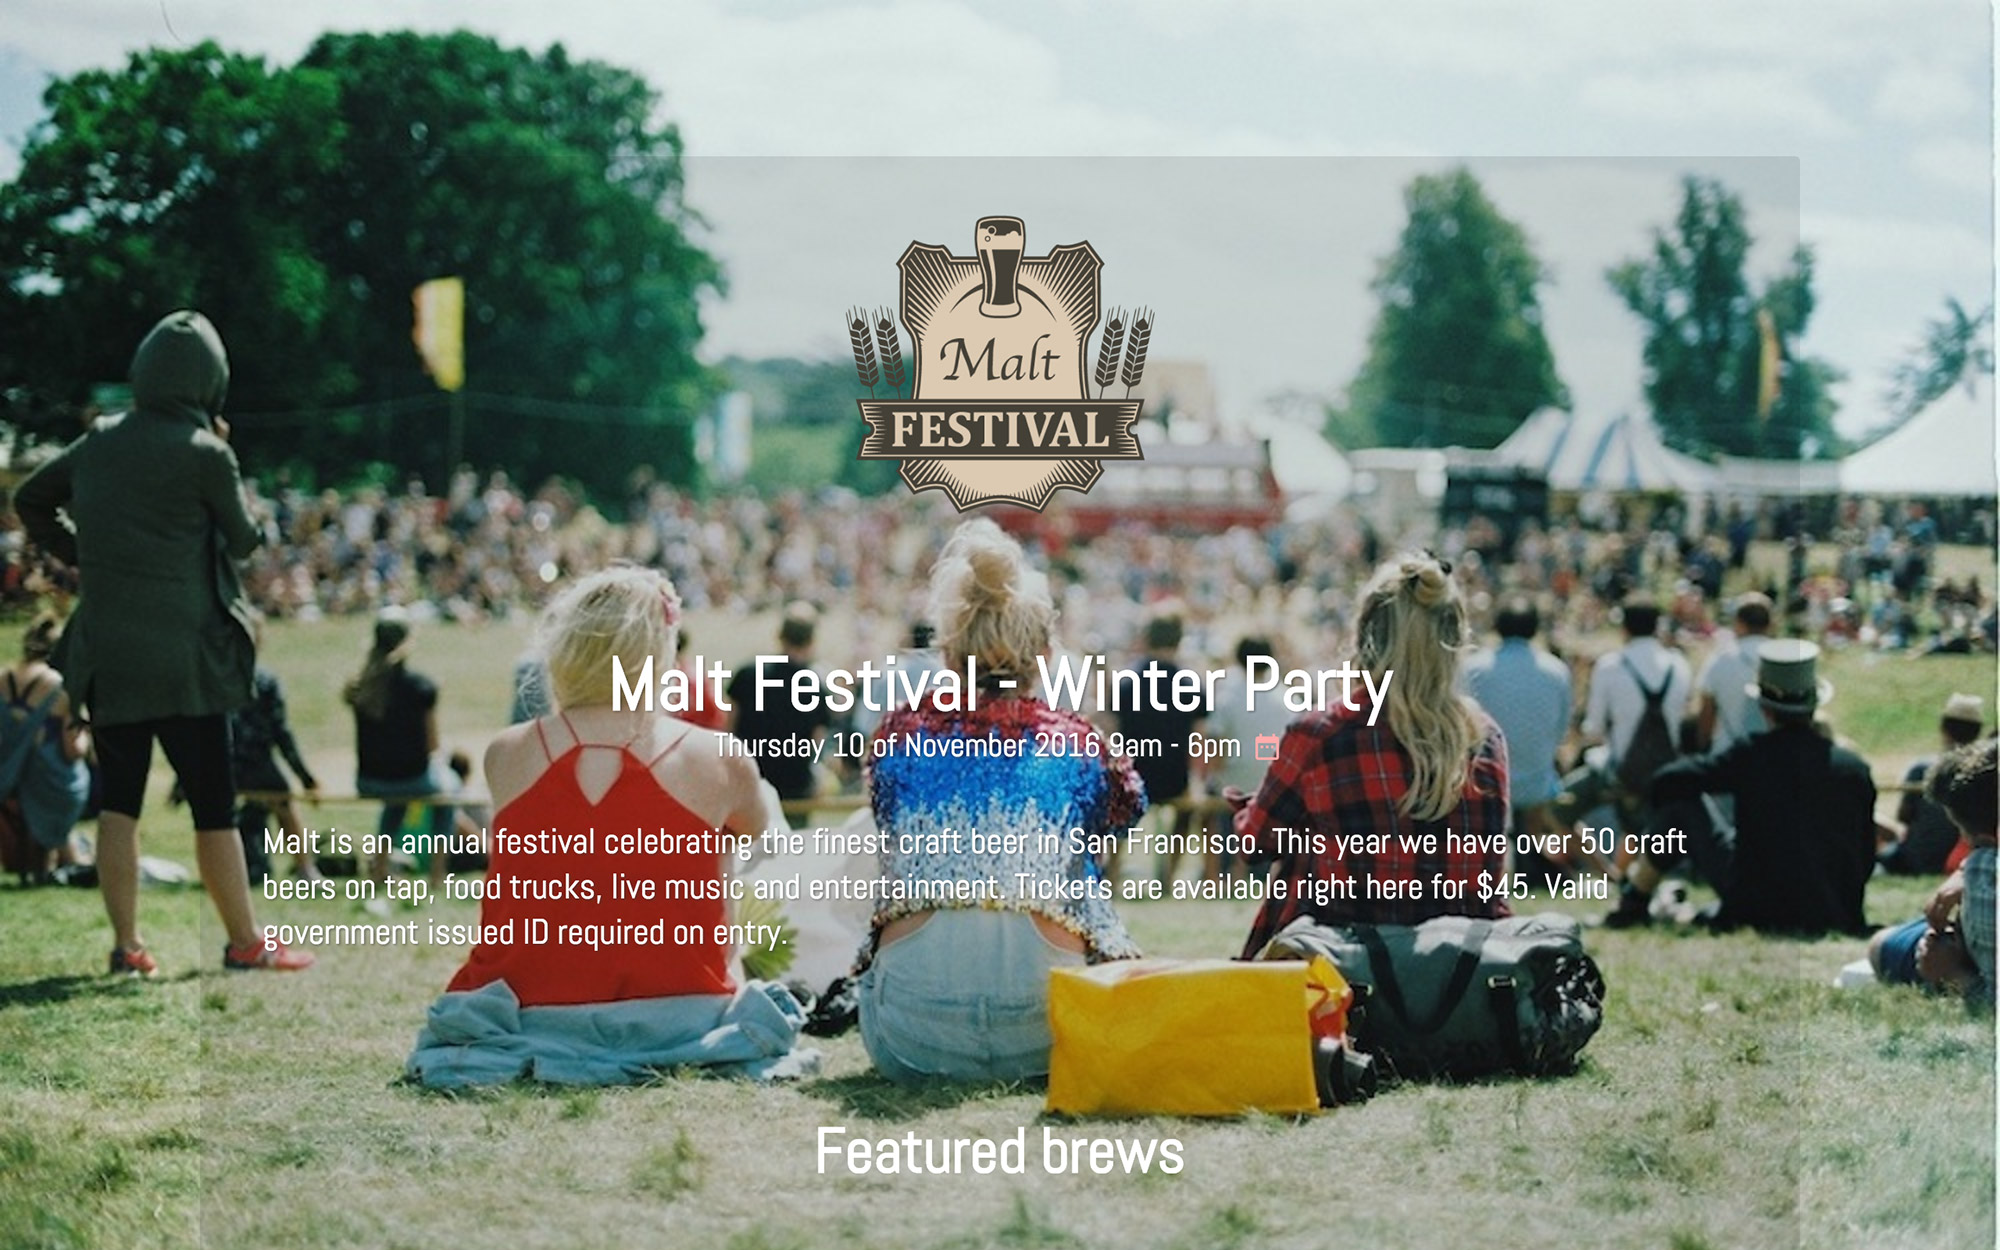 Malt
FESTIVAL
Malt Festival - Winter Party
Thursday 10 of November 2016 9am - 6pm
Malt is an annual festival celebrating the finest craft beer in San Francisco. This year we have over 50 craft
beers on tap, food trucks, live music and entertainment. Tickets are available right here for $45. Valid
government issued ID required on entry.
Featured brews